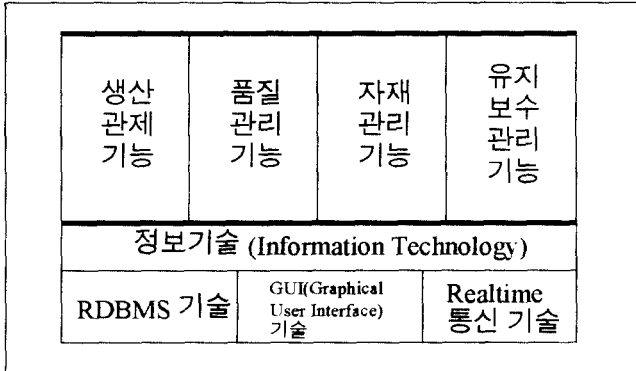 생산
관제
기능
품질
관리
기능
자재
관리
기능
유지
보수
관리
기능
정보기술 (Information Technology)
RDBMS 기술
GUI(Graphical
User Interface)
기술
Realtime
통신 기술